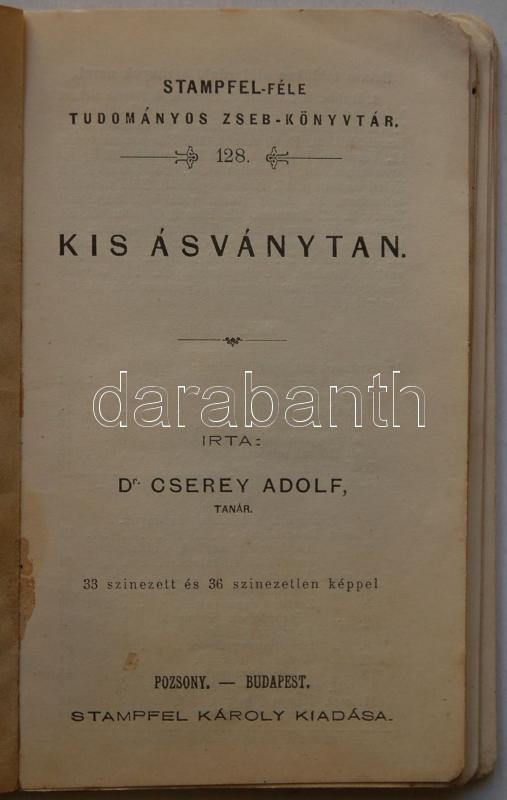 STAMPFEL-FÉLE
TUDOMÁNYOS ZSEB-KÖNYVTÁR.
128.
KIS ÁSVÁNYTAN.
darabanth
IRTA:
Dr. CSEREY ADOLF,
TANÁR.
33 szinezett és 36 szinezetlen képpel
POZSONY. — BUDAPEST.
STAMPFEL KÁROLY KIADÁSA.